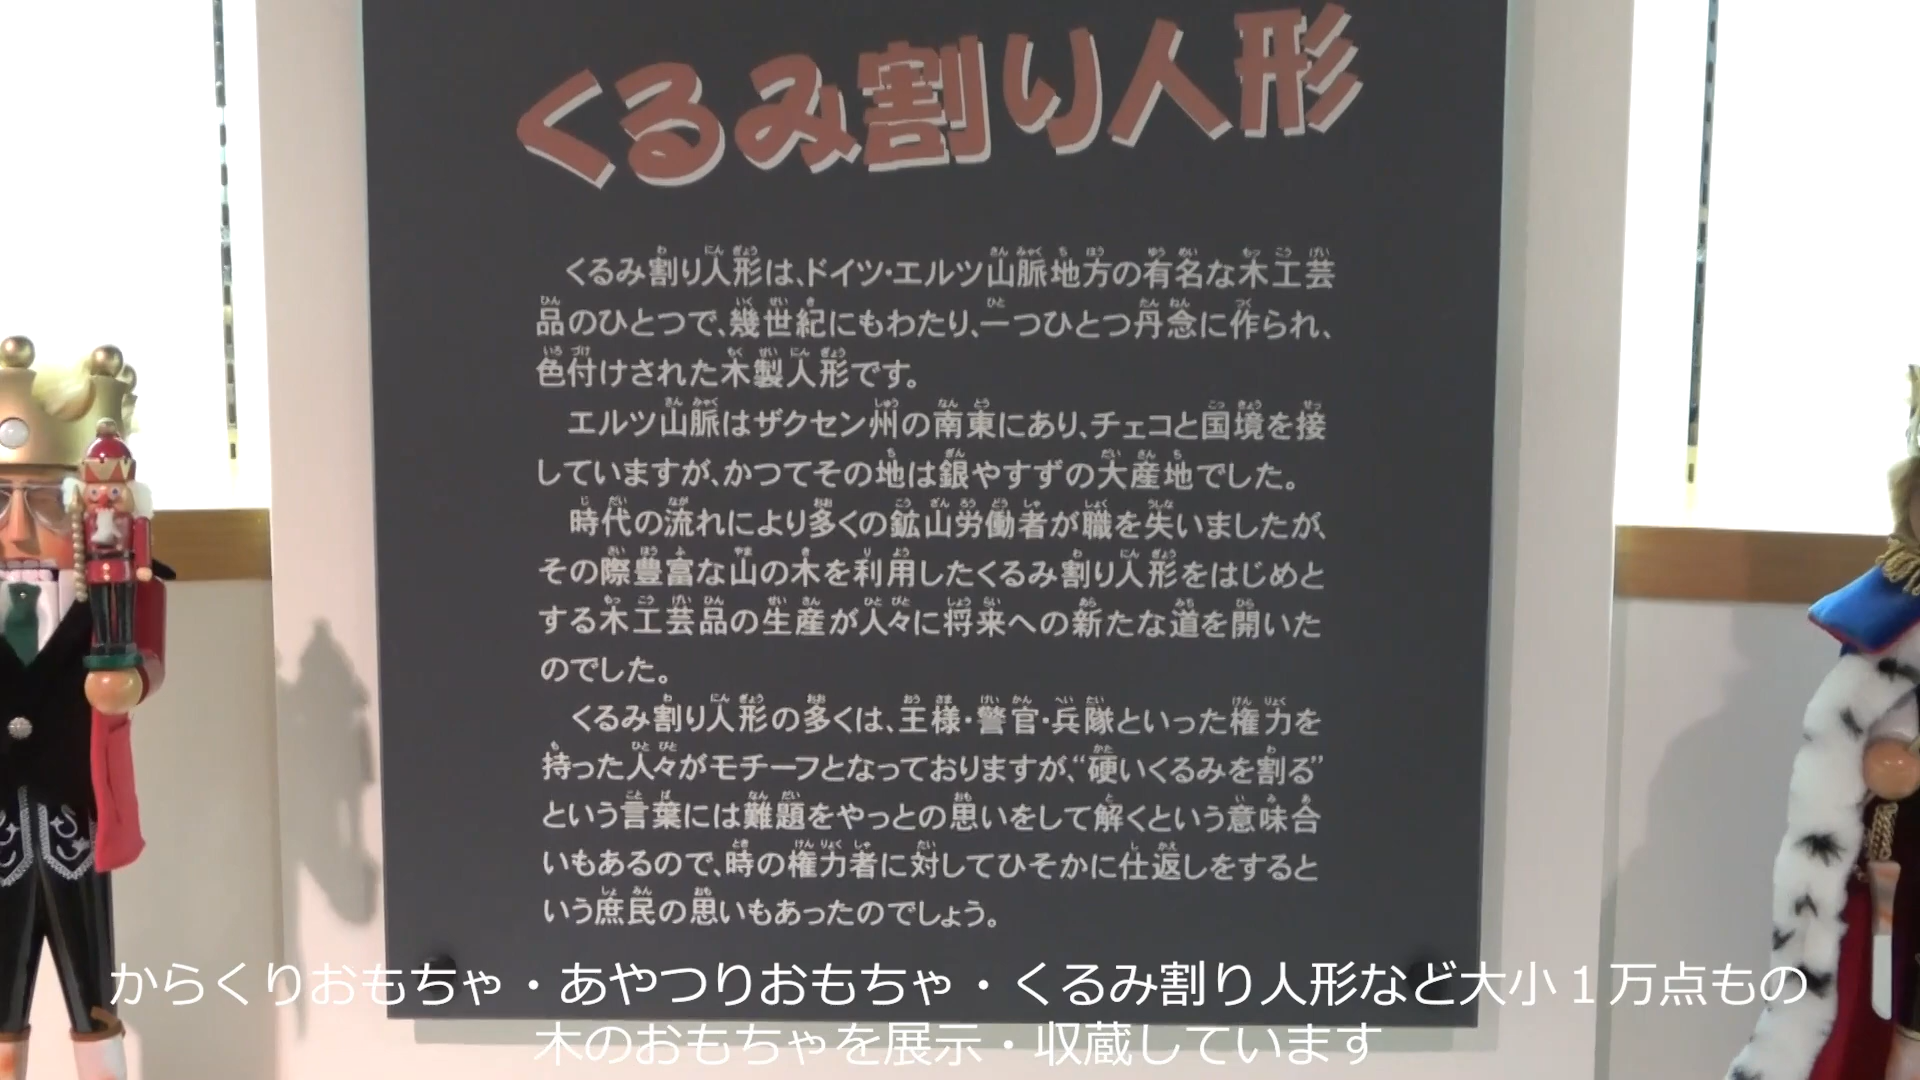 くるみ割り人形
くるみ割り人形は、ドイツ・エルツ山脈地方の有名な木工芸
品のひとつで、幾世紀にもわたり、一つひとつ丹念に作られ、
色付けされた木製人形です。
エルツ山脈はザクセン州の南東にあり、チェコと国境を接
していますが、かつてその地は銀やすずの大産地でした。
時代の流れにより多くの鉱山労働者が職を失いましたが、
その際豊富な山の木を利用したくるみ割り人形をはじめと
する木工芸品の生産が人々に将来への新たな道を開いた
のでした。
くるみ割り人形の多くは、王様・警官・兵隊といった権力を
持った人々がモチーフとなっておりますが、“硬いくるみを割る”
という言葉には難題をやっとの思いをして解くという意味合
いもあるので、時の権力者に対してひそかに仕返しをすると
いう庶民の思いもあったのでしょう。
からくりおもちゃ・あやつりおもちゃ・くるみ割り人形など大小１万点もの
木のおもちゃを展示・収蔵しています